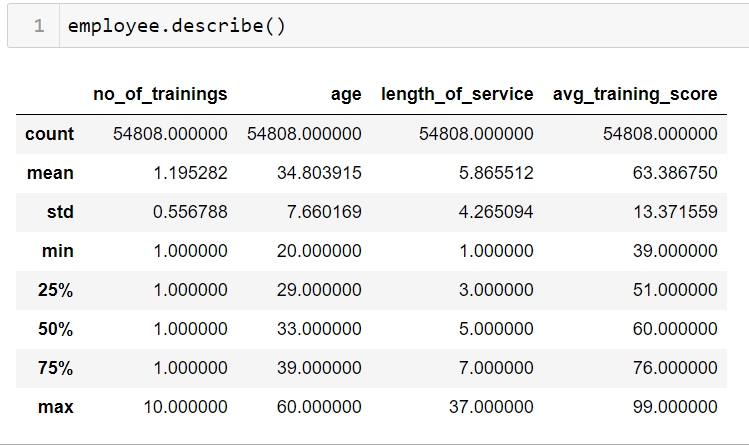 1 employee.describe()
no_of_trainings age length_of_service avg_training_score
count 54808.000000 54808.000000 54808.000000 54808.000000
mean 1.195282 34.803915 5.865512 63.386750
std 0.556788 7.660169 4.265094 13.371559
min 1.000000 20.000000 1.000000 39.000000
25% 1.000000 29.000000 3.000000 51.000000
50% 1.000000 33.000000 5.000000 60.000000
75% 1.000000 39.000000 7.000000 76.000000
max 10.000000 60.000000 37.000000 99.000000